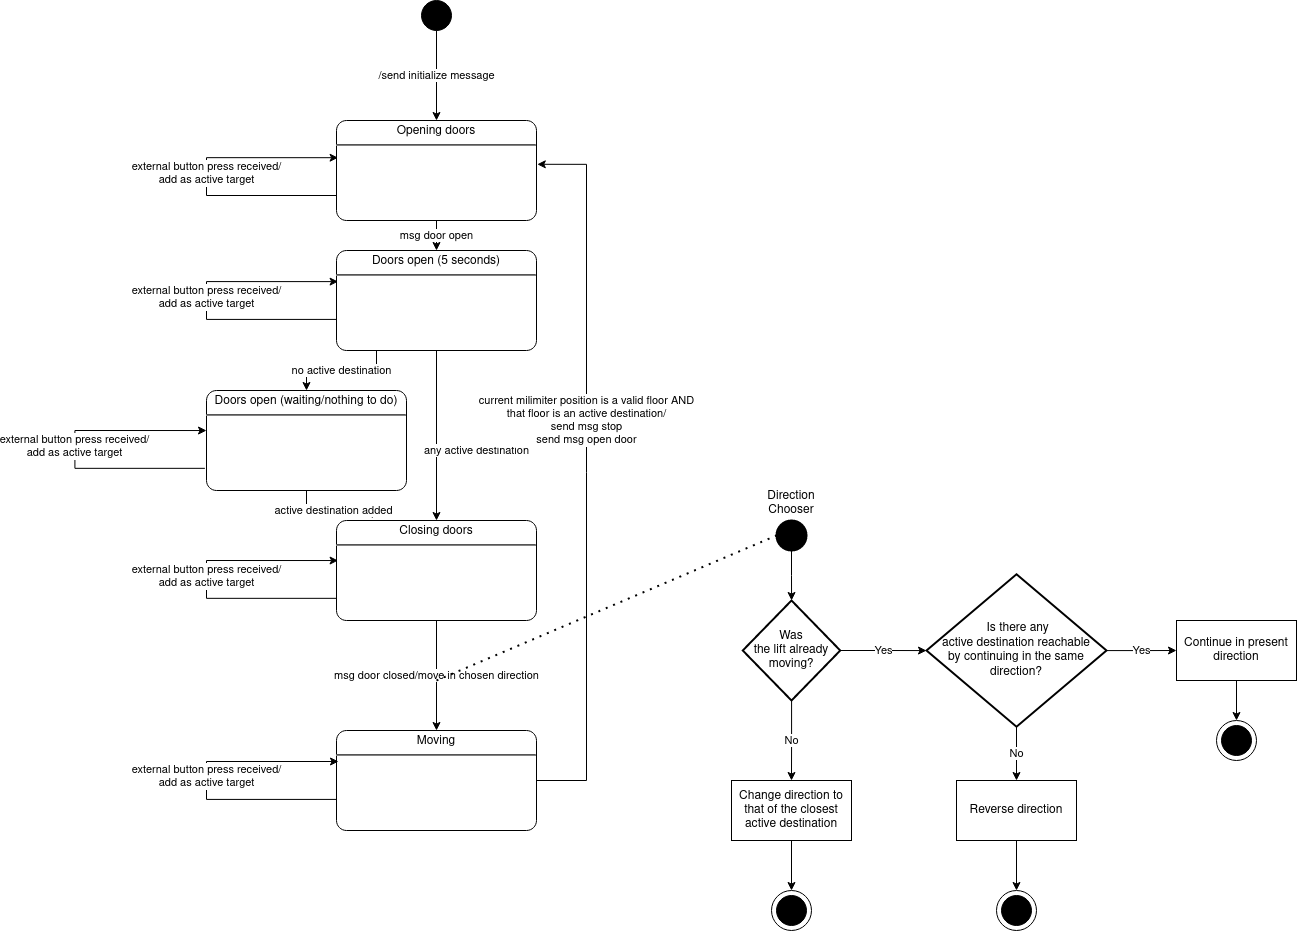 /send initialize message
Opening doors
external button press received/
add as active target
msg door open
Doors open (5 seconds)
external button press received/
add as active target
no active destination
Doors open (waiting/nothing to do)
external button press received/
add as active target
any active destination
current milimiter position is a valid floor AND
that floor is an active destination/
send msg stop
send msg open door
active destination added
Closing doors
external button press received/
add as active target
msg door closed/move in chosen direction
Moving
external button press received/
add as active target
Direction
Chooser
Was
the lift already
moving?
Yes
Is there any
active destination reachable
by continuing in the same
direction?
Yes
Continue in present
direction
No
Change direction to
that of the closest
active destination
No
Reverse direction